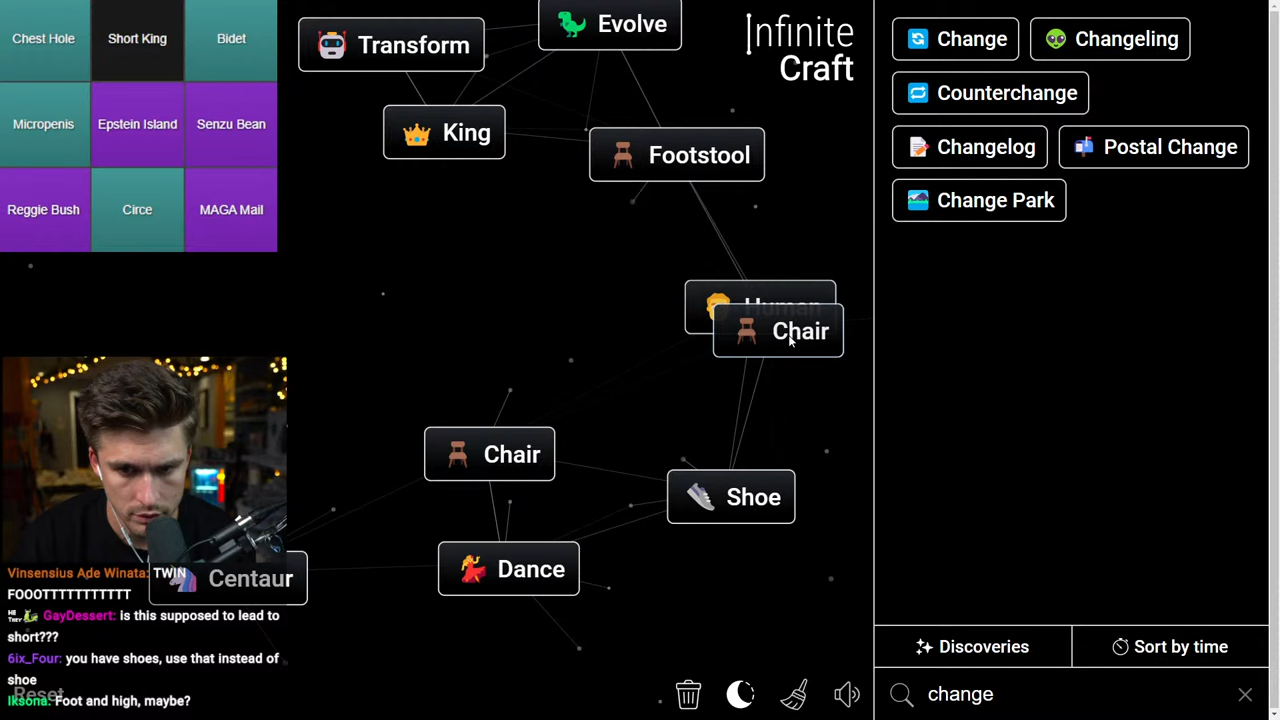 Chest Hole
Short King
Bidet
Micropenis
Epstein Island
Senzu Bean
Reggie Bush
Circe
MAGA Mail
Transform
Evolve
Infinite
Craft
King
Footstool
Human
Chair
Chair
Shoe
Dance
Centaur
Change
Changeling
Counterchange
Changelog
Postal Change
Change Park
Vinsensius Ade Winata: TWIN
FOOOTTTTTTTTTTT
GayDessert: is this supposed to lead to
short???
6ix_Four: you have shoes, use that instead of
shoe
Iksona: Foot and high, maybe?
Reset
Discoveries
Sort by time
change